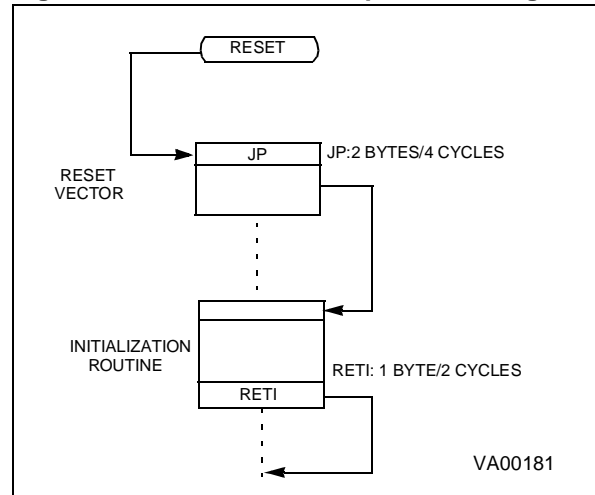 RESET
JP
JP:2 BYTES/4 CYCLES
RESET
VECTOR
INITIALIZATION
ROUTINE
RETI: 1 BYTE/2 CYCLES
RETI
VA00181